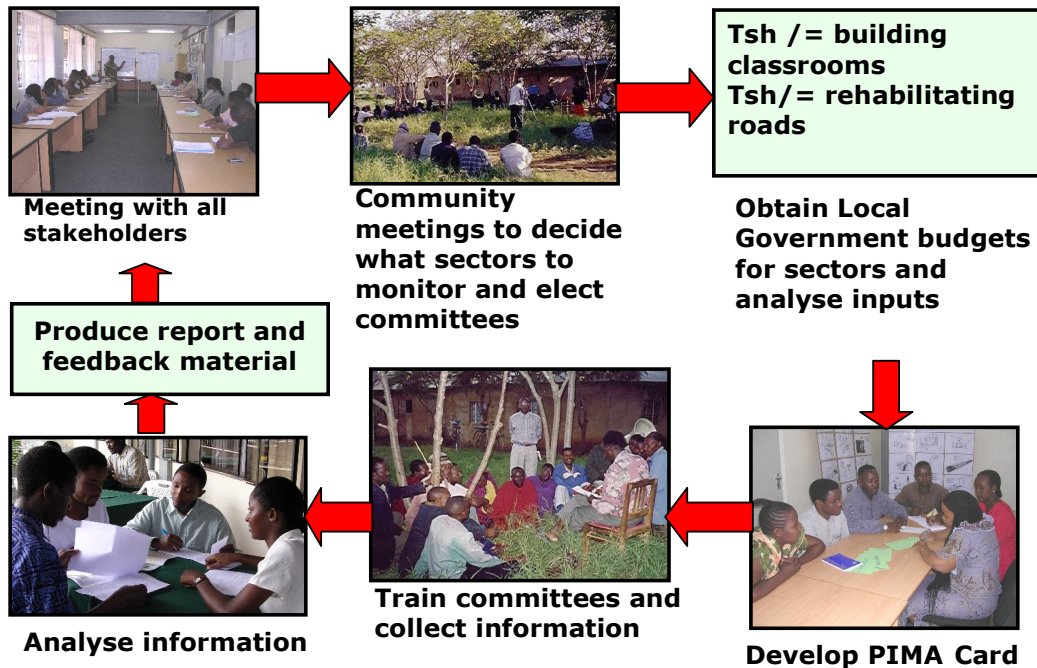 Meeting with all
stakeholders
Community
meetings to decide
what sectors to
monitor and elect
committees
Tsh /= building
classrooms
Tsh/= rehabilitating
roads
Obtain Local
Government budgets
for sectors and
analyse inputs
Develop PIMA Card
Train committees and
collect information
Analyse information
Produce report and
feedback material